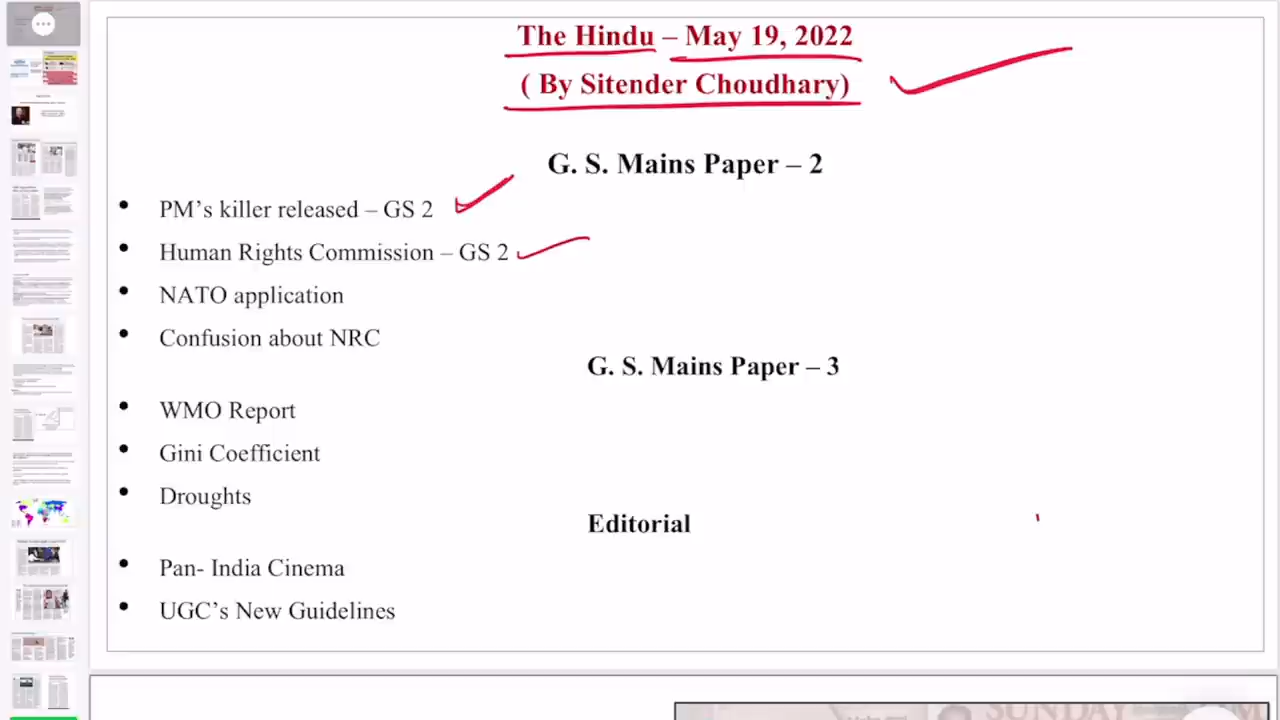 The Hindu – May 19, 2022
( By Sitender Choudhary)
G. S. Mains Paper – 2
• PM's killer released – GS 2
• Human Rights Commission – GS 2
• NATO application
• Confusion about NRC
G. S. Mains Paper – 3
• WMO Report
• Gini Coefficient
• Droughts
Editorial
• Pan- India Cinema
• UGC's New Guidelines
SUNDAY